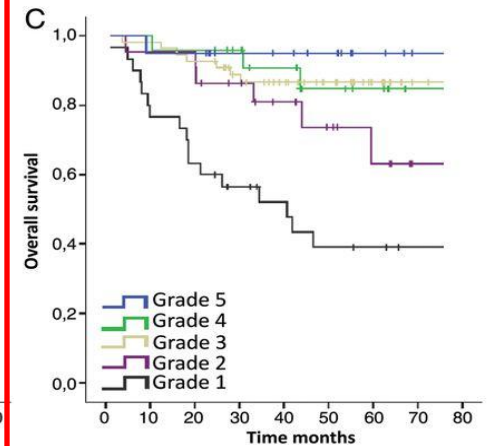 C
Overall survival
1,0
0,8
0,6
0,4
0,2
0,0
Grade 5
Grade 4
Grade 3
Grade 2
Grade 1
0 10 20 30 40 50 60 70 80
Time months